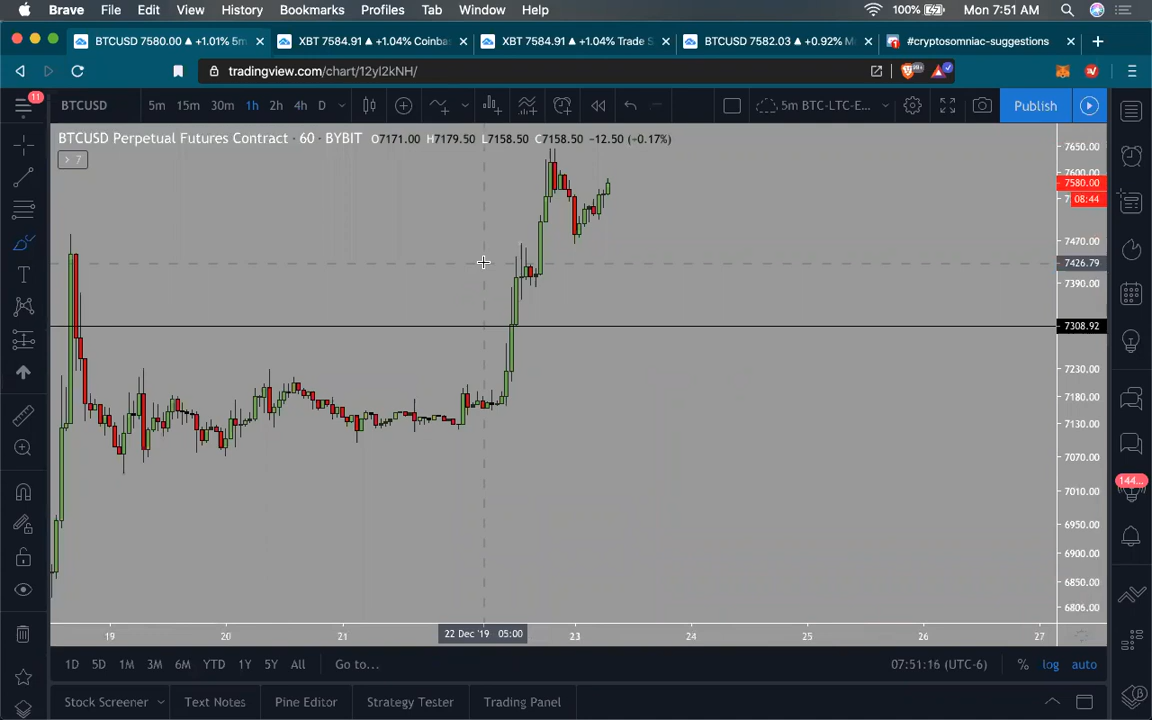 Brave File Edit View History Bookmarks Profiles Tab Window Help 100% Mon 7:51 AM
BTCUSD 7580.00 ▲ +1.01% 5m × XBT 7584.91 ▲ +1.04% Coinba × XBT 7584.91 ▲ +1.04% Trade S × BTCUSD 7582.03 ▲ +0.92% M × #cryptosomniac-suggestions × +
tradingview.com/chart/12yl2kNH/
11 BTCUSD 5m 15m 30m 1h 2h 4h D 5m BTC-LTC-E... Publish
BTCUSD Perpetual Futures Contract · 60 · BYBIT O7171.00 H7179.50 L7158.50 C7158.50 −12.50 (−0.17%)
> 7
7650.00
7600.00
7580.00
08:44
7470.00
7426.79
7390.00
7308.92
7230.00
7180.00
7130.00
7070.00
7010.00
6950.00
6900.00
6850.00
6806.00
144...
19 20 21 22 Dec '19 05:00 23 24 25 26 27
1D 5D 1M 3M 6M YTD 1Y 5Y All Go to... 07:51:16 (UTC-6) % log auto
Stock Screener Text Notes Pine Editor Strategy Tester Trading Panel